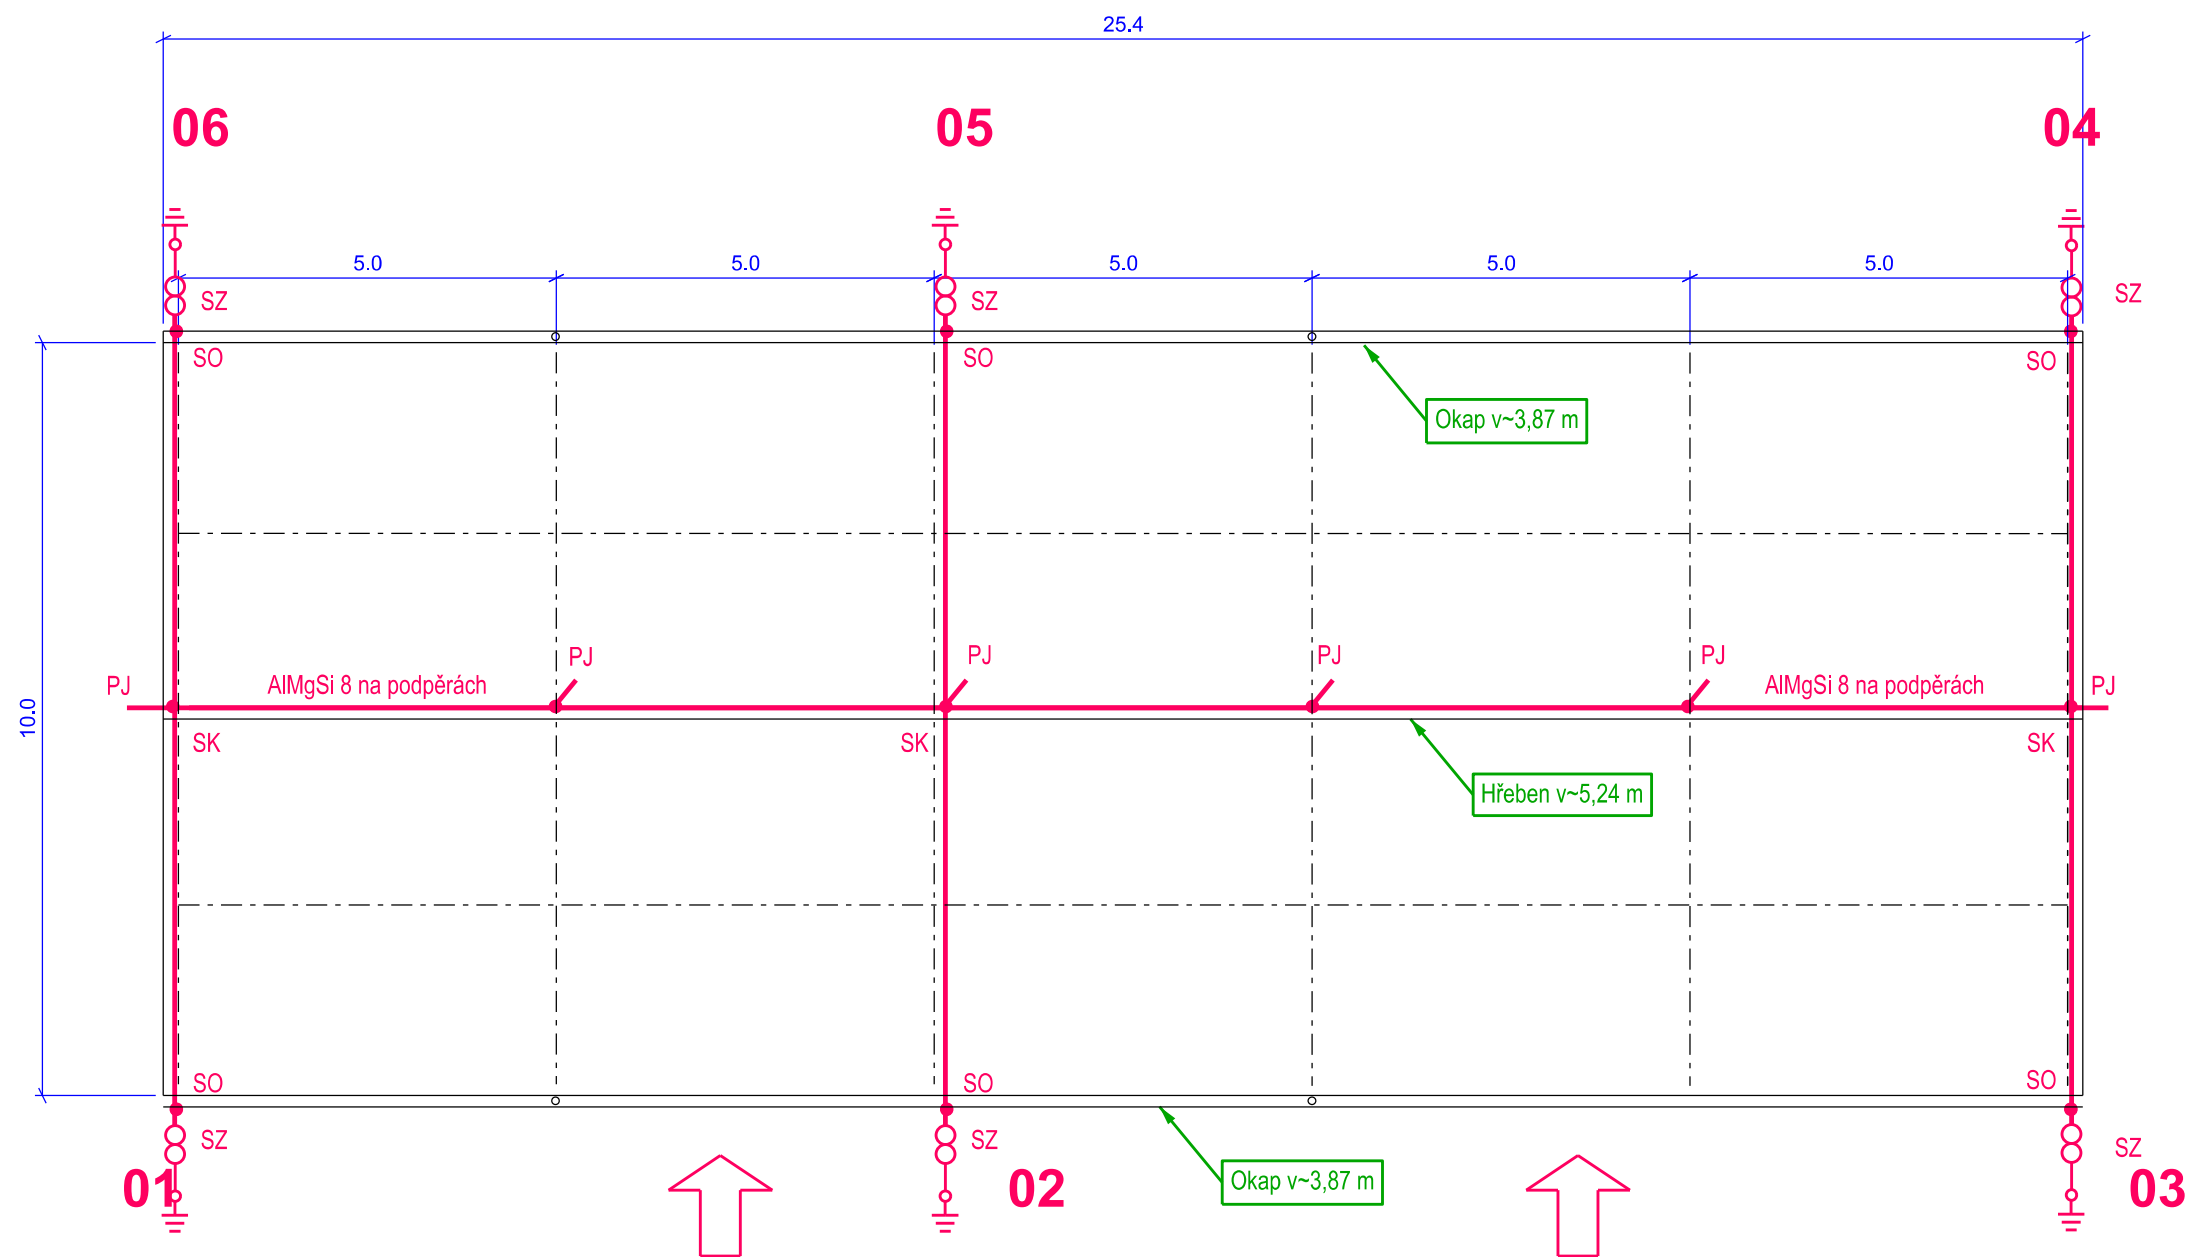 25.4
06 05 04
5.0 5.0 5.0 5.0 5.0
SZ SZ SZ
SO SO SO
Okap v~3,87 m
PJ PJ PJ PJ
PJ AlMgSi 8 na podpěrách AlMgSi 8 na podpěrách PJ
10.0
SK SK SK
Hřeben v~5,24 m
SO SO SO
SZ SZ SZ
01 02 Okap v~3,87 m 03